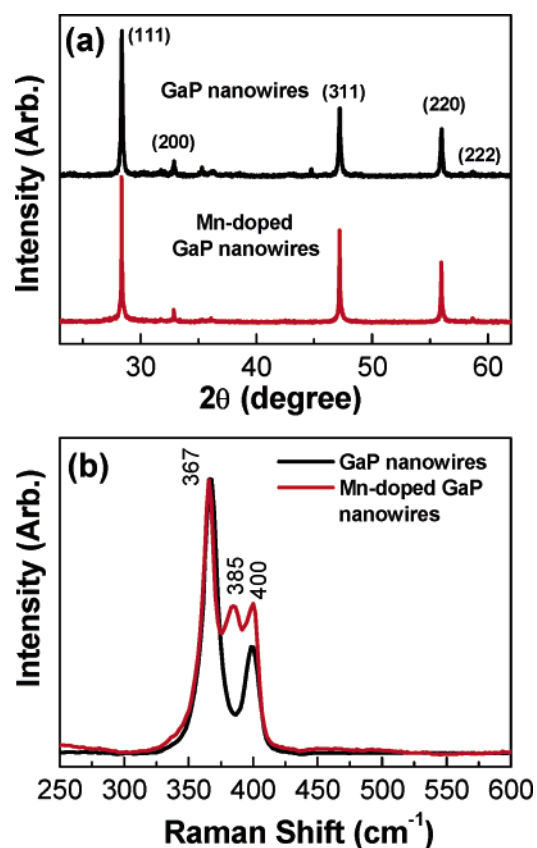 (a)
(111)
GaP nanowires
(311)
(220)
(200)
(222)
Mn-doped
GaP nanowires
Intensity (Arb.)
30
40
50
60
2θ (degree)
(b)
367
385
400
GaP nanowires
Mn-doped GaP
nanowires
Intensity (Arb.)
250 300 350 400 450 500 550 600
Raman Shift (cm⁻¹)